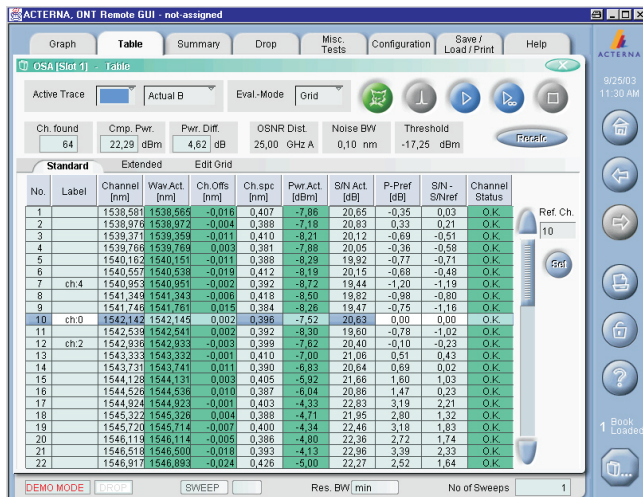 ACTERNA, ONT Remote GUI - not-assigned
Graph Table Summary Drop Misc. Tests Configuration Save / Load / Print Help
ACTERNA
OSA [Slot 1] - Table
9/25/03
11:30 AM
Active Trace Actual B Eval.-Mode Grid
Ch. found Cmp. Pwr. Pwr. Diff. OSNR Dist. Noise BW Threshold
64 22,29 dBm 4,62 dB 25,00 GHz A 0,10 nm -17,25 dBm Recalc
Standard Extended Edit Grid
No. Label Channel [nm] Wav.Act. [nm] Ch.Offs [nm] Ch.spc [nm] Pwr.Act. [dBm] S/N Act. [dB] P-Pref [dB] S/N - S/Nref Channel Status
1 1538,581 1538,565 -0,016 0,407 -7,86 20,65 -0,35 0,03 O.K.
2 1538,976 1538,972 -0,004 0,388 -7,18 20,83 0,33 0,21 O.K.
3 1539,371 1539,359 -0,011 0,410 -8,21 20,12 -0,69 -0,51 O.K.
4 1539,766 1539,769 0,003 0,381 -7,88 20,05 -0,36 -0,58 O.K.
5 1540,162 1540,151 -0,011 0,388 -8,29 19,92 -0,77 -0,71 O.K.
6 1540,557 1540,538 -0,019 0,412 -8,19 20,15 -0,68 -0,48 O.K.
7 ch:4 1540,953 1540,951 -0,002 0,392 -8,72 19,44 -1,20 -1,19 O.K.
8 1541,349 1541,343 -0,006 0,418 -8,50 19,82 -0,98 -0,80 O.K.
9 1541,746 1541,761 0,015 0,384 -8,26 19,47 -0,75 -1,16 O.K.
10 ch:0 1542,142 1542,145 0,002 0,396 -7,52 20,63 0,00 0,00 O.K.
11 1542,539 1542,541 0,002 0,392 -8,30 19,60 -0,78 -1,02 O.K.
12 ch:2 1542,936 1542,933 -0,003 0,399 -7,62 20,40 -0,10 -0,23 O.K.
13 1543,333 1543,332 -0,001 0,410 -7,00 21,06 0,51 0,43 O.K.
14 1543,731 1543,741 0,011 0,390 -6,83 20,64 0,69 0,02 O.K.
15 1544,128 1544,131 0,003 0,405 -5,92 21,66 1,60 1,03 O.K.
16 1544,526 1544,536 0,010 0,387 -6,04 20,86 1,47 0,23 O.K.
17 1544,924 1544,923 -0,001 0,403 -4,33 22,83 3,19 2,21 O.K.
18 1545,322 1545,326 0,004 0,388 -4,71 21,95 2,80 1,32 O.K.
19 1545,720 1545,714 -0,007 0,400 -4,34 22,46 3,18 1,83 O.K.
20 1546,119 1546,114 -0,005 0,386 -4,80 22,36 2,72 1,74 O.K.
21 1546,518 1546,500 -0,018 0,393 -4,13 22,96 3,39 2,33 O.K.
22 1546,917 1546,893 -0,024 0,426 -5,00 22,27 2,52 1,64 O.K.
Ref. Ch.
10
Set
1 Book Loaded
DEMO MODE DROP SWEEP Res. BW min No of Sweeps 1